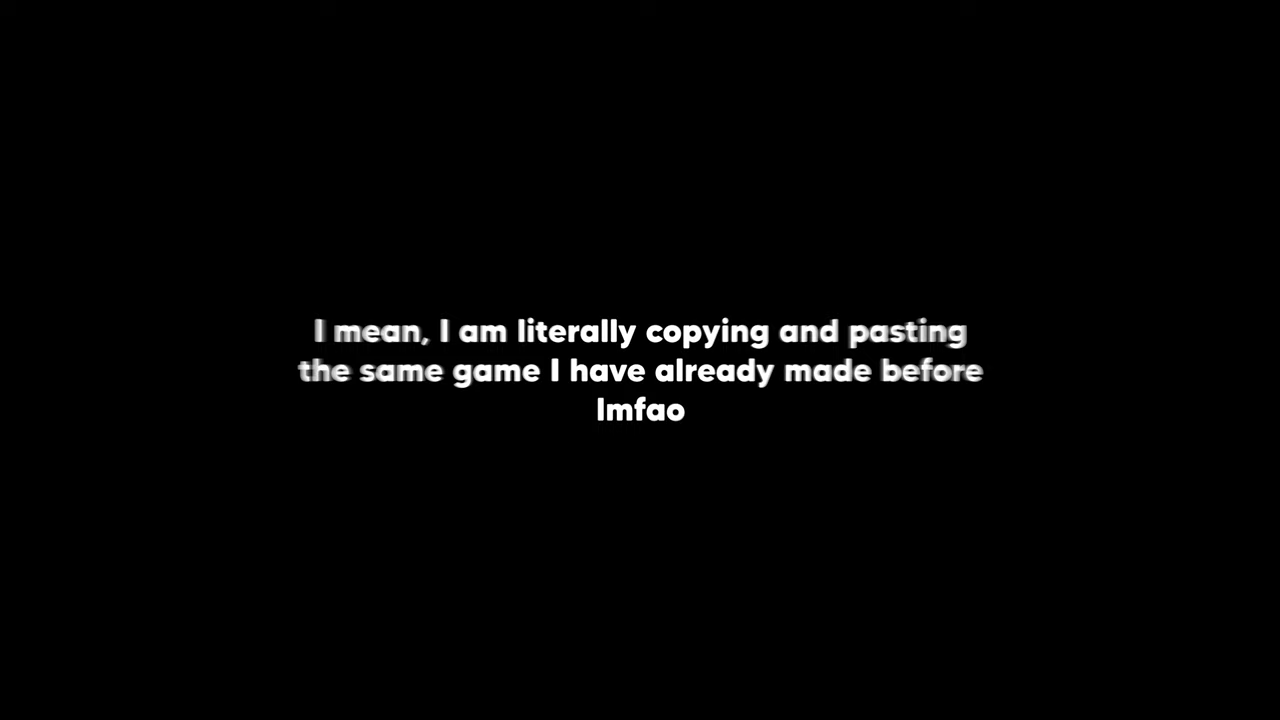 I mean, I am literally copying and pasting
the same game I have already made before
lmfao